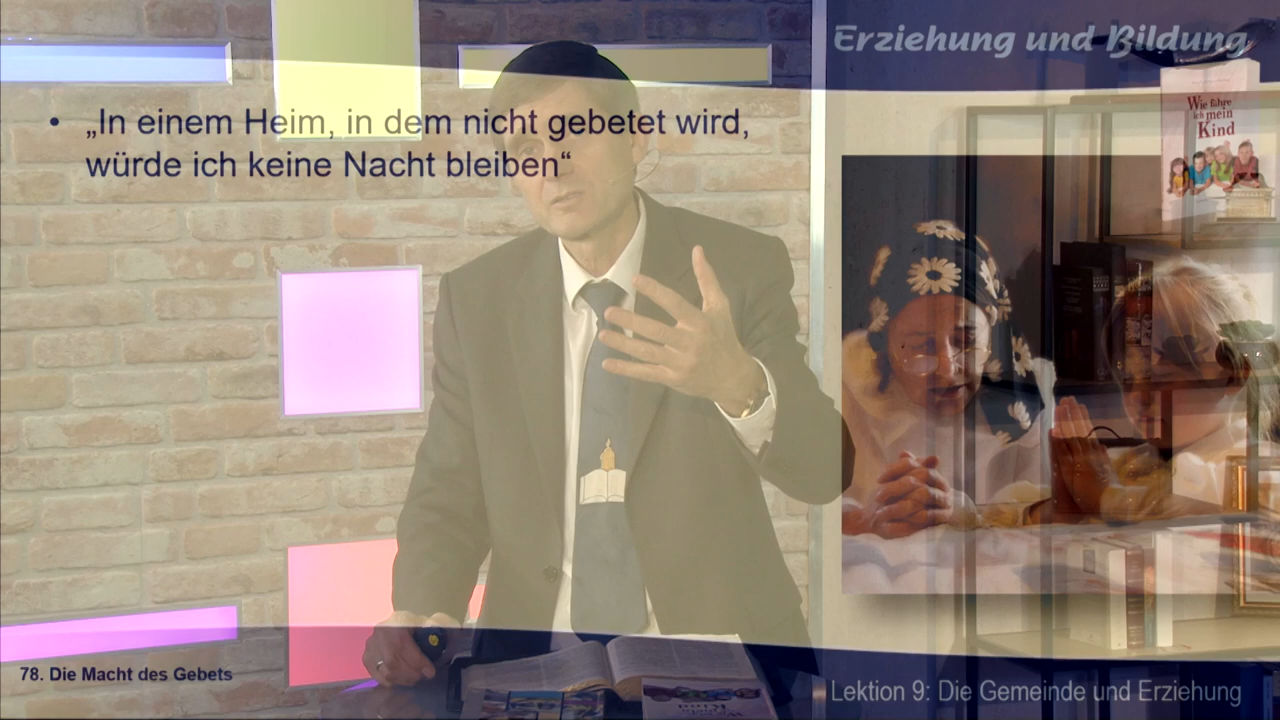 Erziehung und Bildung
• „In einem Heim, in dem nicht gebetet wird,
würde ich keine Nacht bleiben“
Wie führe
ich mein
Kind
78. Die Macht des Gebets
Lektion 9: Die Gemeinde und Erziehung